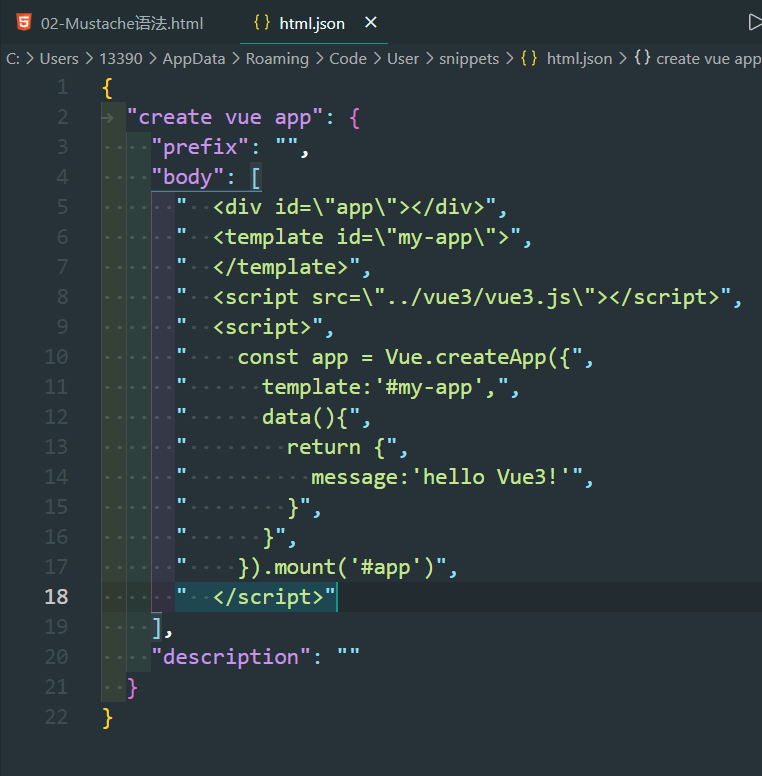 02-Mustache语法.html
html.json
C: > Users > 13390 > AppData > Roaming > Code > User > snippets > {} html.json > {} create vue app
1 {
2 "create vue app": {
3 "prefix": "",
4 "body": [
5 "  <div id=\"app\"></div>",
6 "  <template id=\"my-app\">",
7 "  </template>",
8 "  <script src=\"../vue3/vue3.js\"></script>",
9 "  <script>",
10 "    const app = Vue.createApp({",
11 "      template:'#my-app',",
12 "      data(){",
13 "        return {",
14 "          message:'hello Vue3!'",
15 "        }",
16 "      }",
17 "    }).mount('#app')",
18 "  </script>"
19 ],
20 "description": ""
21 }
22 }